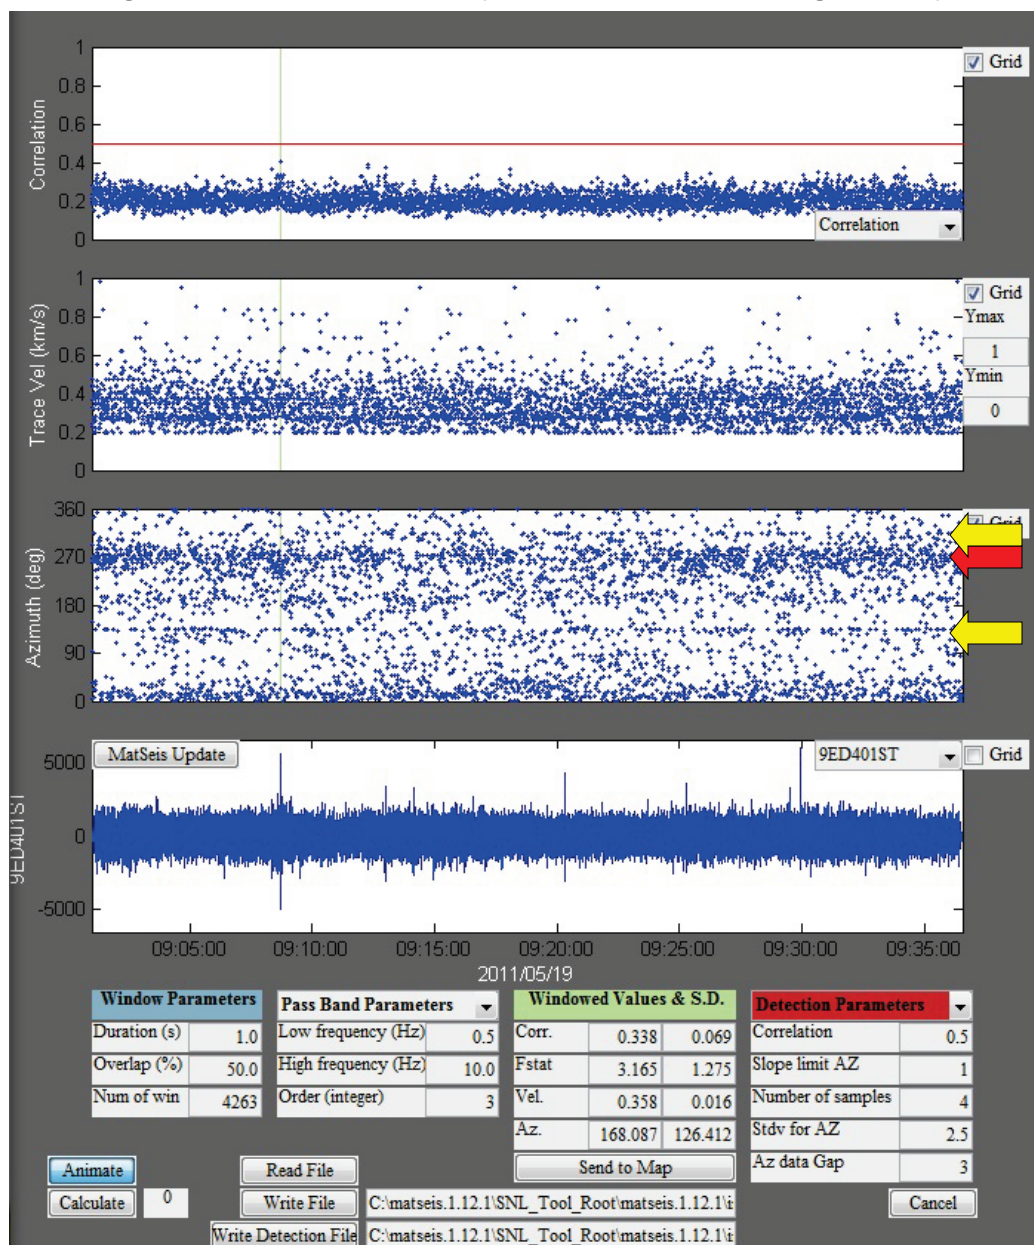 1
0.8
0.6
0.4
0.2
0
Correlation
Grid
Correlation
1
0.8
0.6
0.4
0.2
0
Trace Vel (km/s)
Grid
Ymax
1
Ymin
0
360
270
180
90
0
Azimuth (deg)
Grid
MatSeis Update
9ED401ST
Grid
5000
0
-5000
9ED401ST
09:05:00 09:10:00 09:15:00 09:20:00 09:25:00 09:30:00 09:35:00
2011/05/19
Window Parameters
Duration (s) 1.0
Overlap (%) 50.0
Num of win 4263
Pass Band Parameters
Low frequency (Hz) 0.5
High frequency (Hz) 10.0
Order (integer) 3
Windowed Values & S.D.
Corr. 0.338 0.069
Fstat 3.165 1.275
Vel. 0.358 0.016
Az. 168.087 126.412
Send to Map
Detection Parameters
Correlation 0.5
Slope limit AZ 1
Number of samples 4
Stdv for AZ 2.5
Az data Gap 3
Animate
Read File
Calculate 0
Write File C:\matseis.1.12.1\SNL_Tool_Root\matseis.1.12.1\
Cancel
Write Detection File C:\matseis.1.12.1\SNL_Tool_Root\matseis.1.12.1\